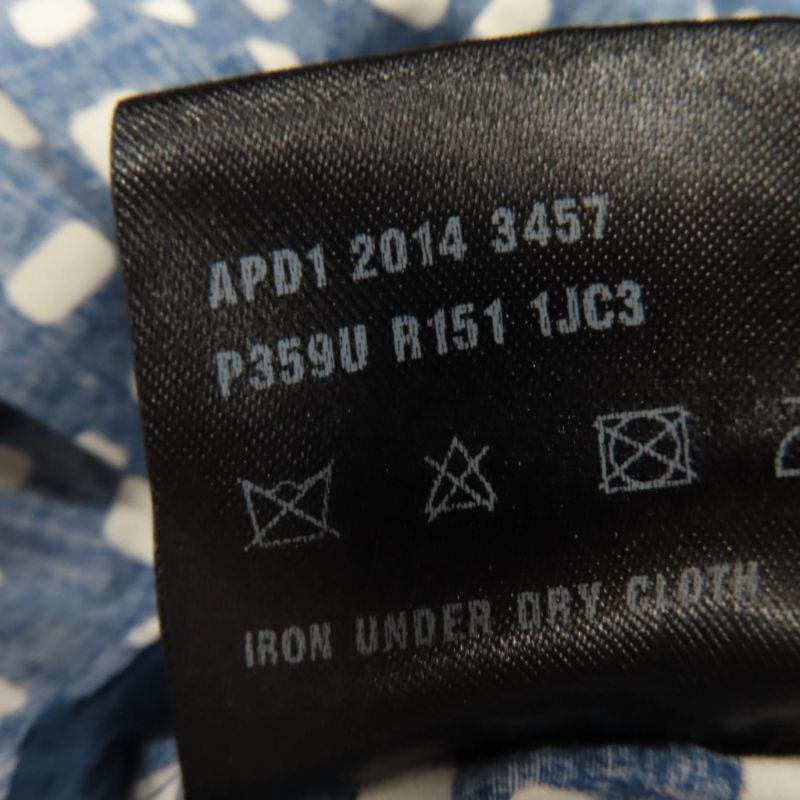 APD1 2014 3457
P359U R151 1JC3
IRON UNDER DRY CLOTH